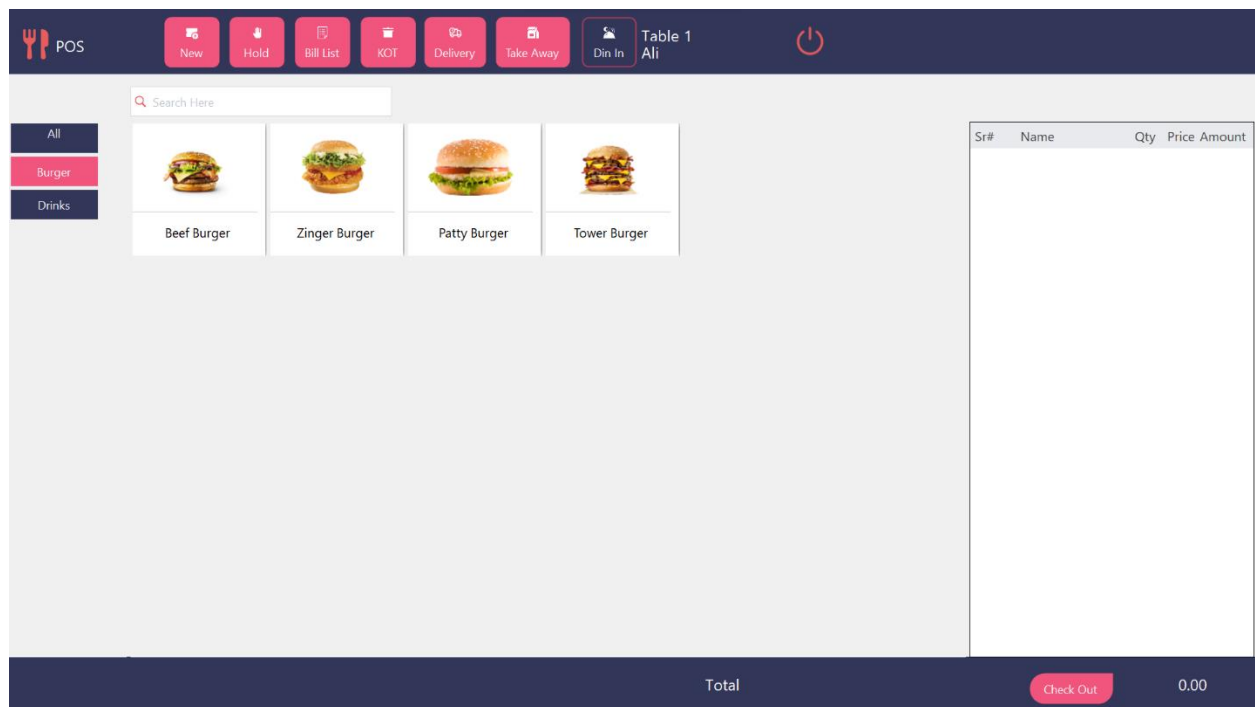 POS
New
Hold
Bill List
KOT
Delivery
Take Away
Din In
Table 1
Ali
Search Here
All
Burger
Drinks
Beef Burger
Zinger Burger
Patty Burger
Tower Burger
Sr# Name Qty Price Amount
Total
Check Out
0.00